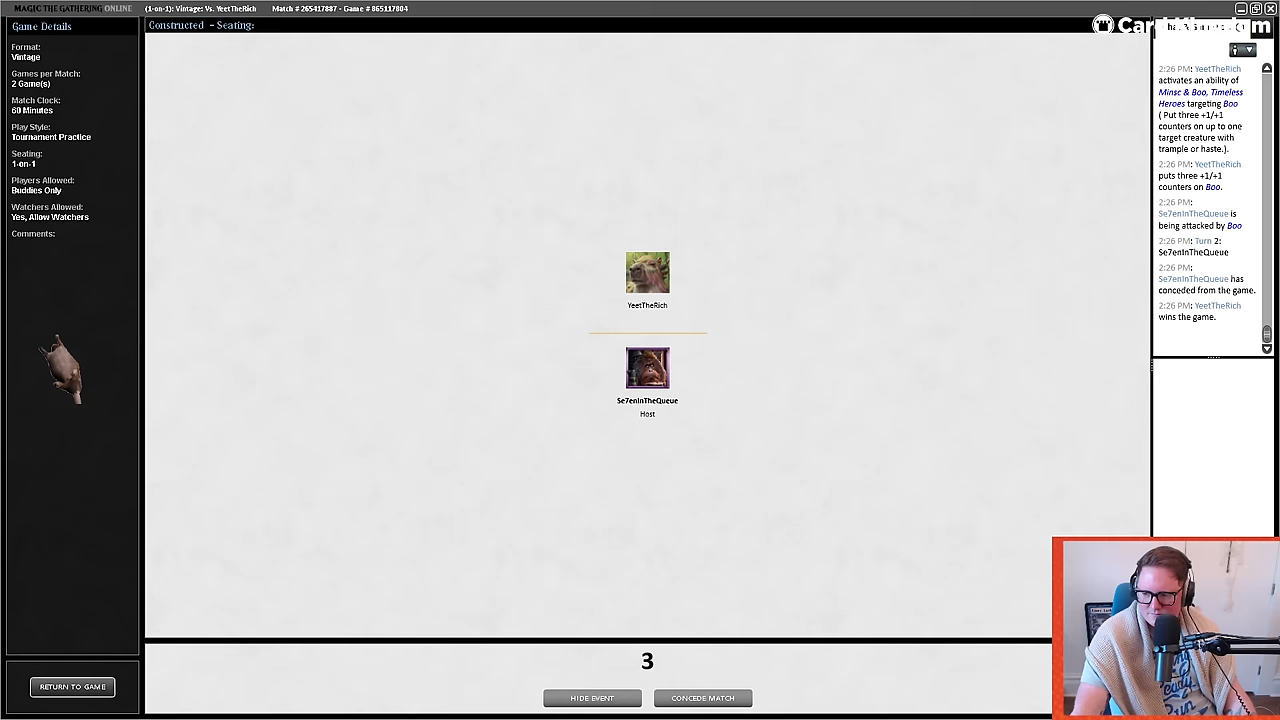 MAGIC THE GATHERING ONLINE
(1-on-1): Vintage: Vs. YeetTheRich
Match # 265417887 - Game # 865117804
Game Details
Format:
Vintage
Games per Match:
2 Game(s)
Match Clock:
60 Minutes
Play Style:
Tournament Practice
Seating:
1-on-1
Players Allowed:
Buddies Only
Watchers Allowed:
Yes, Allow Watchers
Comments:
RETURN TO GAME
Constructed - Seating:
YeetTheRich
Se7enInTheQueue
Host
3
HIDE EVENT
CONCEDE MATCH
2:26 PM: YeetTheRich
activates an ability of
Minsc & Boo, Timeless
Heroes targeting Boo
( Put three +1/+1
counters on up to one
target creature with
trample or haste.).
2:26 PM: YeetTheRich
puts three +1/+1
counters on Boo.
2:26 PM:
Se7enInTheQueue is
being attacked by Boo
2:26 PM: Turn 2:
Se7enInTheQueue
2:26 PM:
Se7enInTheQueue has
conceded from the game.
2:26 PM: YeetTheRich
wins the game.